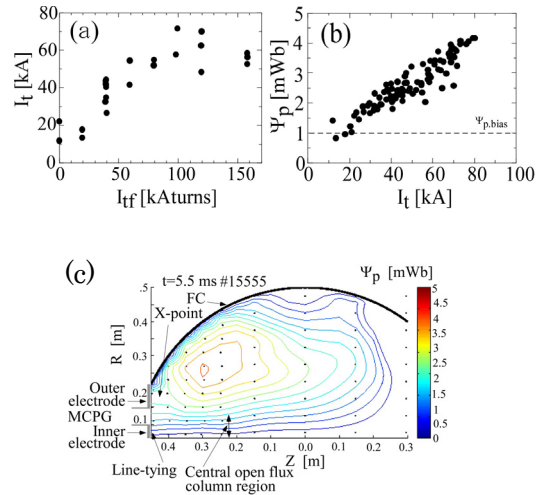 (a)
I_t [kA]
80
60
40
20
0
0 40 80 120 160
I_tf [kAturns]
(b)
Ψ_p [mWb]
5
4
3
2
1
0
Ψ_p.bias
0 20 40 60 80 100
I_t [kA]
(c)
t=5.5 ms #15555
FC
X-point
Ψ_p [mWb]
R [m]
.5
0.4
0.3
0.2
0.1
Outer electrode
MCPG
Inner electrode
0.4 0.3 0.2 0.1 0.0 0.1 0.2 0.3
Z [m]
Line-tying
Central open flux
column region
5
4.5
4
3.5
3
2.5
2
1.5
1
0.5
0